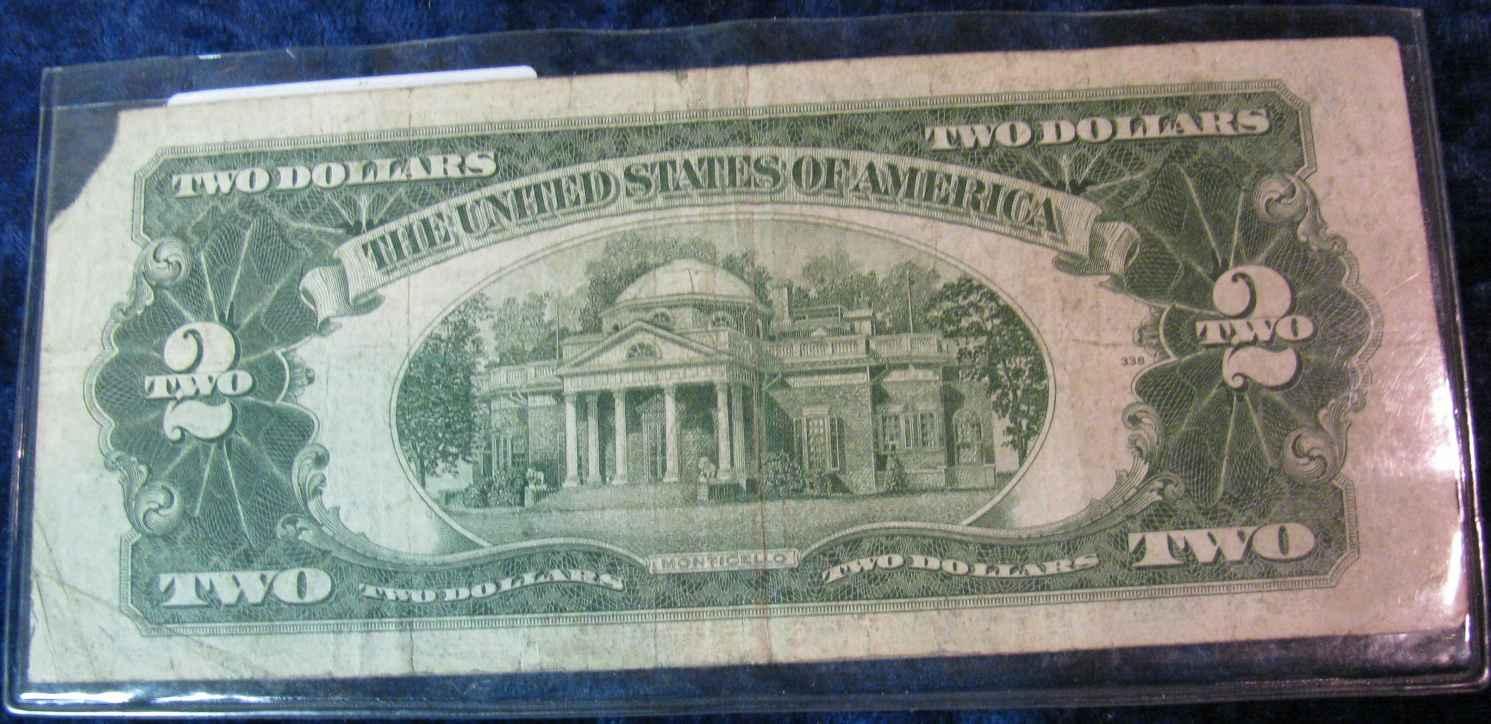 TWO DOLLARS
TWO DOLLARS
THE UNITED STATES OF AMERICA
2
TWO
2
TWO
338
MONTICELLO
TWO
TWO DOLLARS
TWO DOLLARS
TWO